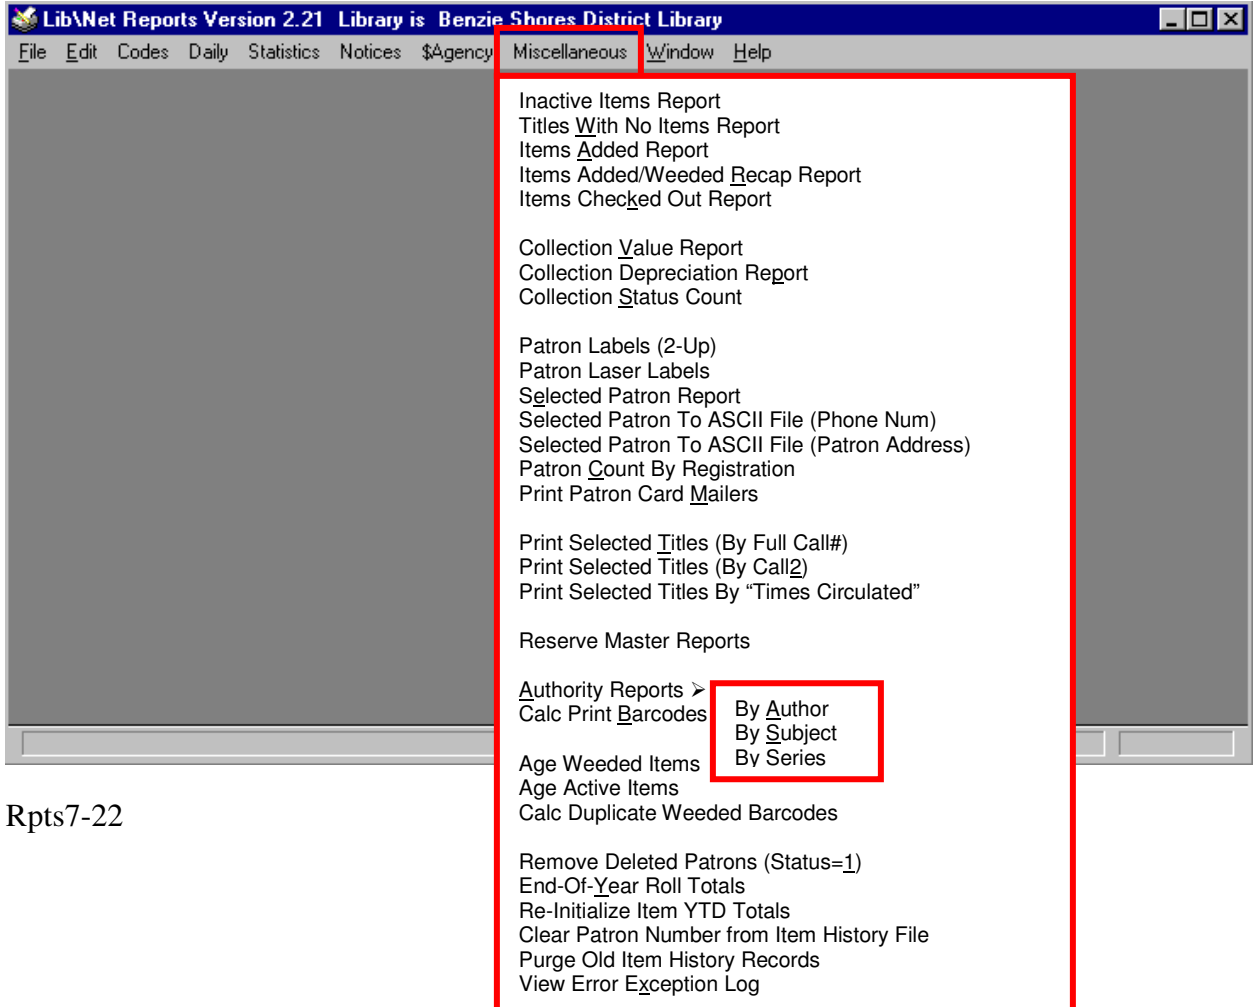 Lib\Net Reports Version 2.21 Library is Benzie Shores District Library
File Edit Codes Daily Statistics Notices $Agency Miscellaneous Window Help
Inactive Items Report
Titles With No Items Report
Items Added Report
Items Added/Weeded Recap Report
Items Checked Out Report
Collection Value Report
Collection Depreciation Report
Collection Status Count
Patron Labels (2-Up)
Patron Laser Labels
Selected Patron Report
Selected Patron To ASCII File (Phone Num)
Selected Patron To ASCII File (Patron Address)
Patron Count By Registration
Print Patron Card Mailers
Print Selected Titles (By Full Call#)
Print Selected Titles (By Call2)
Print Selected Titles By “Times Circulated”
Reserve Master Reports
Authority Reports ➢
Calc Print Barcodes
By Author
By Subject
By Series
Age Weeded Items
Age Active Items
Calc Duplicate Weeded Barcodes
Remove Deleted Patrons (Status=1)
End-Of-Year Roll Totals
Re-Initialize Item YTD Totals
Clear Patron Number from Item History File
Purge Old Item History Records
View Error Exception Log
Rpts7-22